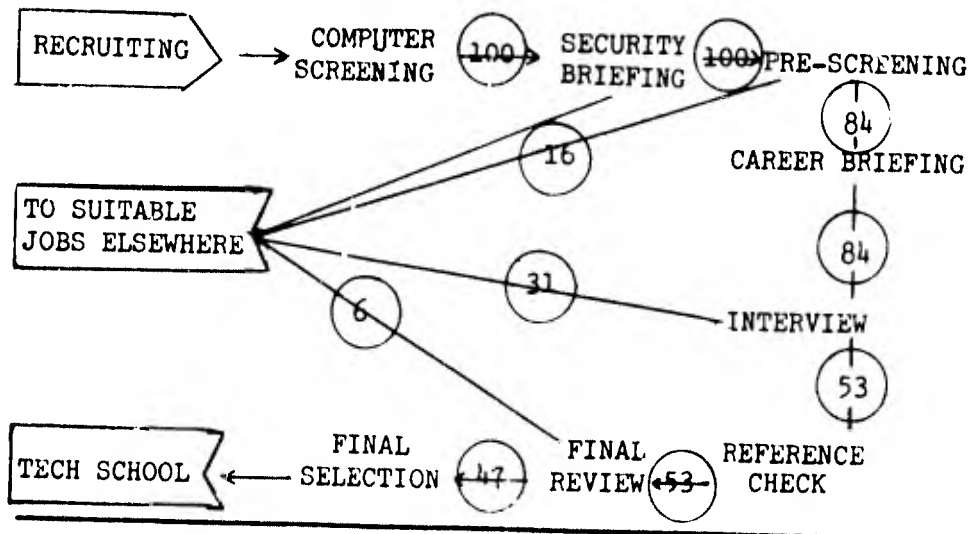 RECRUITING
COMPUTER
SCREENING
100
SECURITY
BRIEFING
100
PRE-SCREENING
84
CAREER BRIEFING
16
TO SUITABLE
JOBS ELSEWHERE
84
31
6
INTERVIEW
53
TECH SCHOOL
FINAL
SELECTION
47
FINAL
REVIEW
53
REFERENCE
CHECK